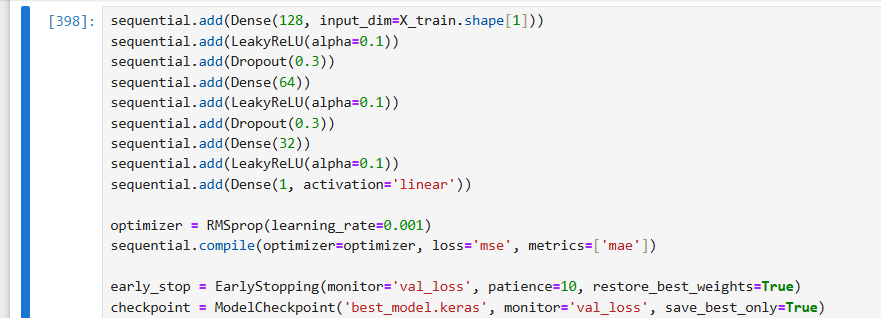 [398]: sequential.add(Dense(128, input_dim=X_train.shape[1]))
sequential.add(LeakyReLU(alpha=0.1))
sequential.add(Dropout(0.3))
sequential.add(Dense(64))
sequential.add(LeakyReLU(alpha=0.1))
sequential.add(Dropout(0.3))
sequential.add(Dense(32))
sequential.add(LeakyReLU(alpha=0.1))
sequential.add(Dense(1, activation='linear'))
optimizer = RMSprop(learning_rate=0.001)
sequential.compile(optimizer=optimizer, loss='mse', metrics=['mae'])
early_stop = EarlyStopping(monitor='val_loss', patience=10, restore_best_weights=True)
checkpoint = ModelCheckpoint('best_model.keras', monitor='val_loss', save_best_only=True)